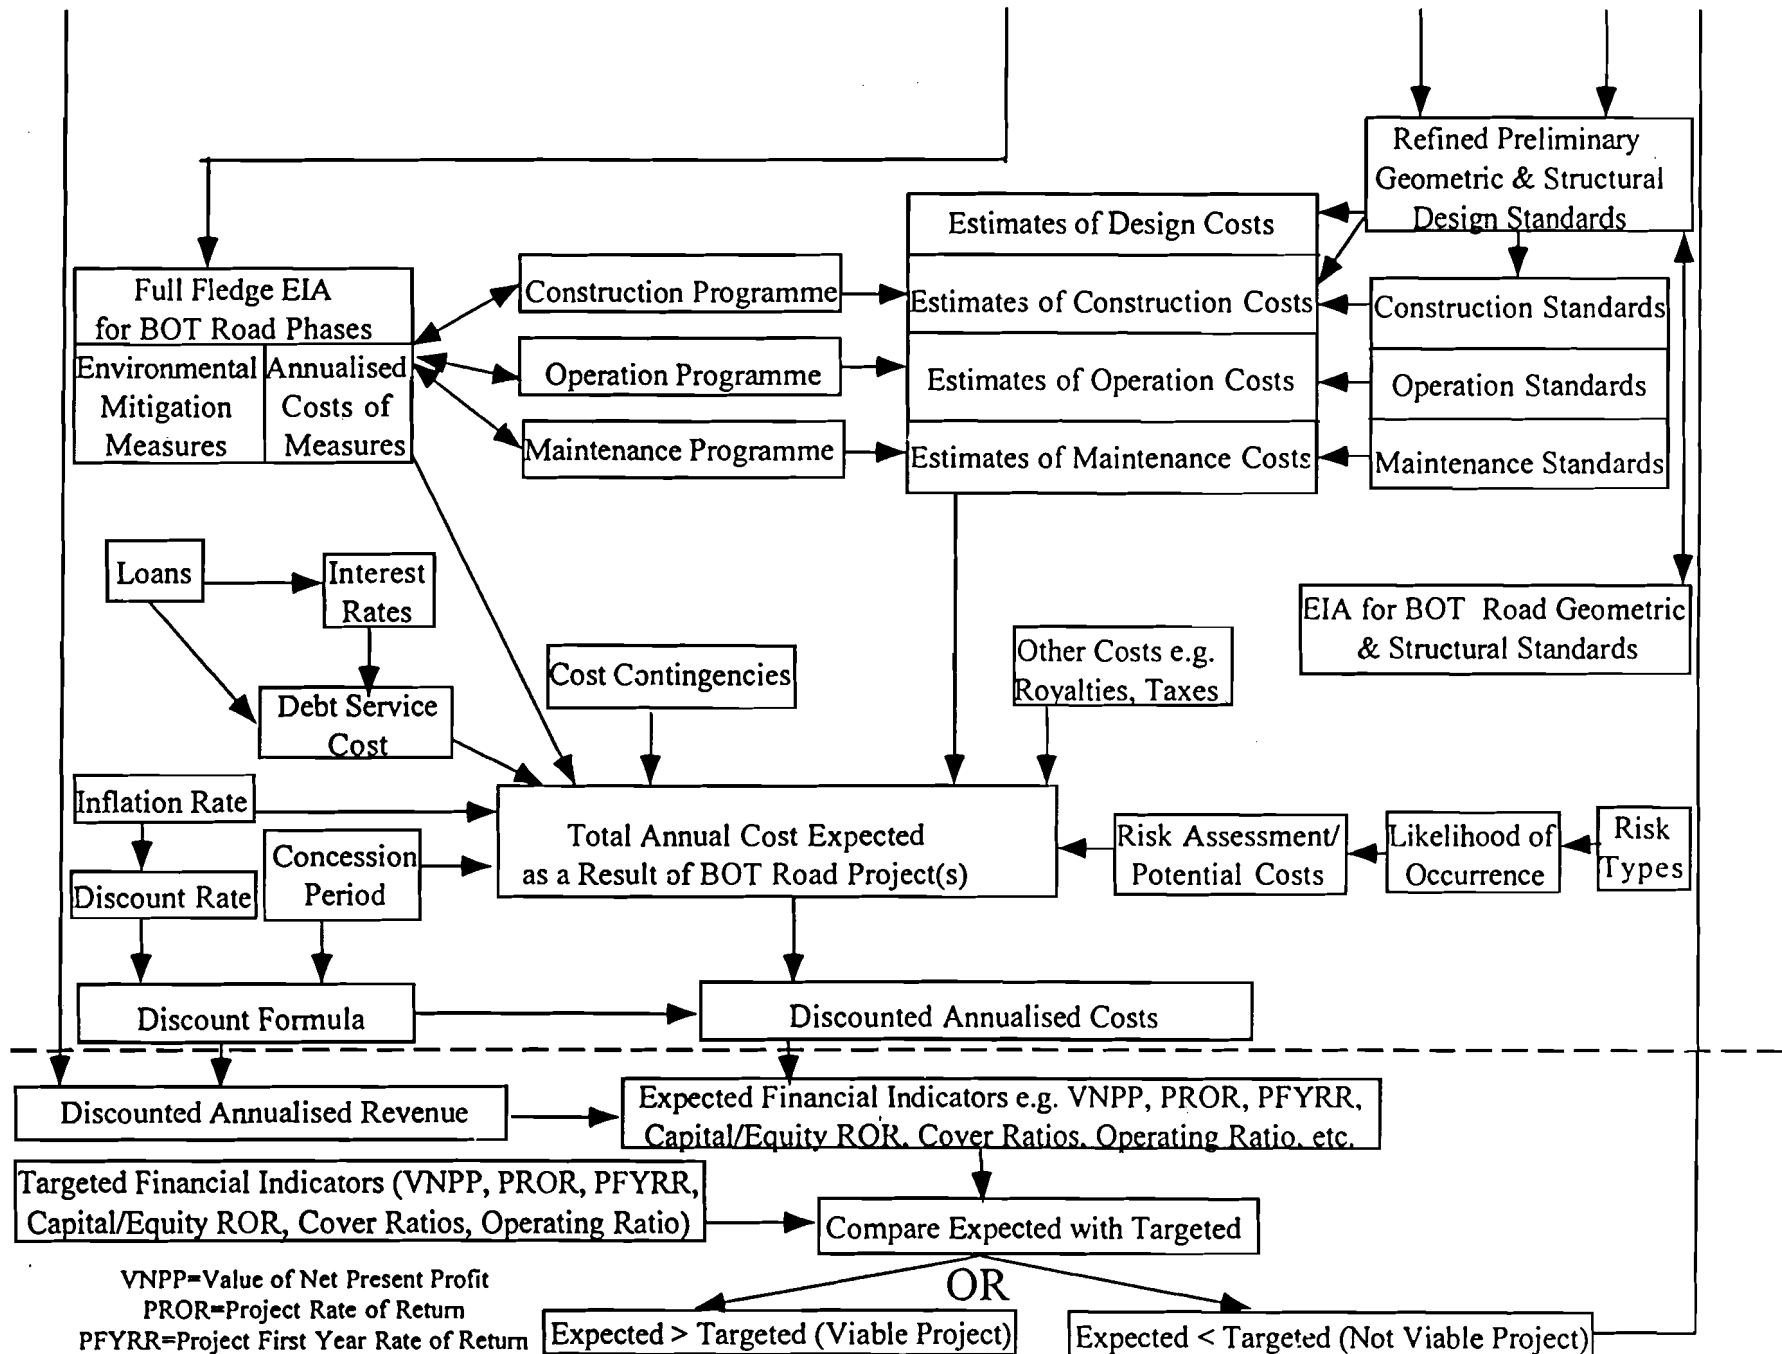 Refined Preliminary
Geometric & Structural
Design Standards
Estimates of Design Costs
Full Fledge EIA
for BOT Road Phases
Construction Programme
Estimates of Construction Costs
Construction Standards
Environmental
Mitigation
Measures
Annualised
Costs of
Measures
Operation Programme
Estimates of Operation Costs
Operation Standards
Maintenance Programme
Estimates of Maintenance Costs
Maintenance Standards
Loans
Interest
Rates
EIA for BOT Road Geometric
& Structural Standards
Cost Contingencies
Other Costs e.g.
Royalties, Taxes
Debt Service
Cost
Inflation Rate
Concession
Period
Total Annual Cost Expected
as a Result of BOT Road Project(s)
Risk Assessment/
Potential Costs
Likelihood of
Occurrence
Risk
Types
Discount Rate
Discount Formula
Discounted Annualised Costs
Discounted Annualised Revenue
Expected Financial Indicators e.g. VNPP, PROR, PFYRR,
Capital/Equity ROR, Cover Ratios, Operating Ratio, etc.
Targeted Financial Indicators (VNPP, PROR, PFYRR,
Capital/Equity ROR, Cover Ratios, Operating Ratio)
Compare Expected with Targeted
OR
VNPP=Value of Net Present Profit
PROR=Project Rate of Return
PFYRR=Project First Year Rate of Return
Expected > Targeted (Viable Project)
Expected < Targeted (Not Viable Project)